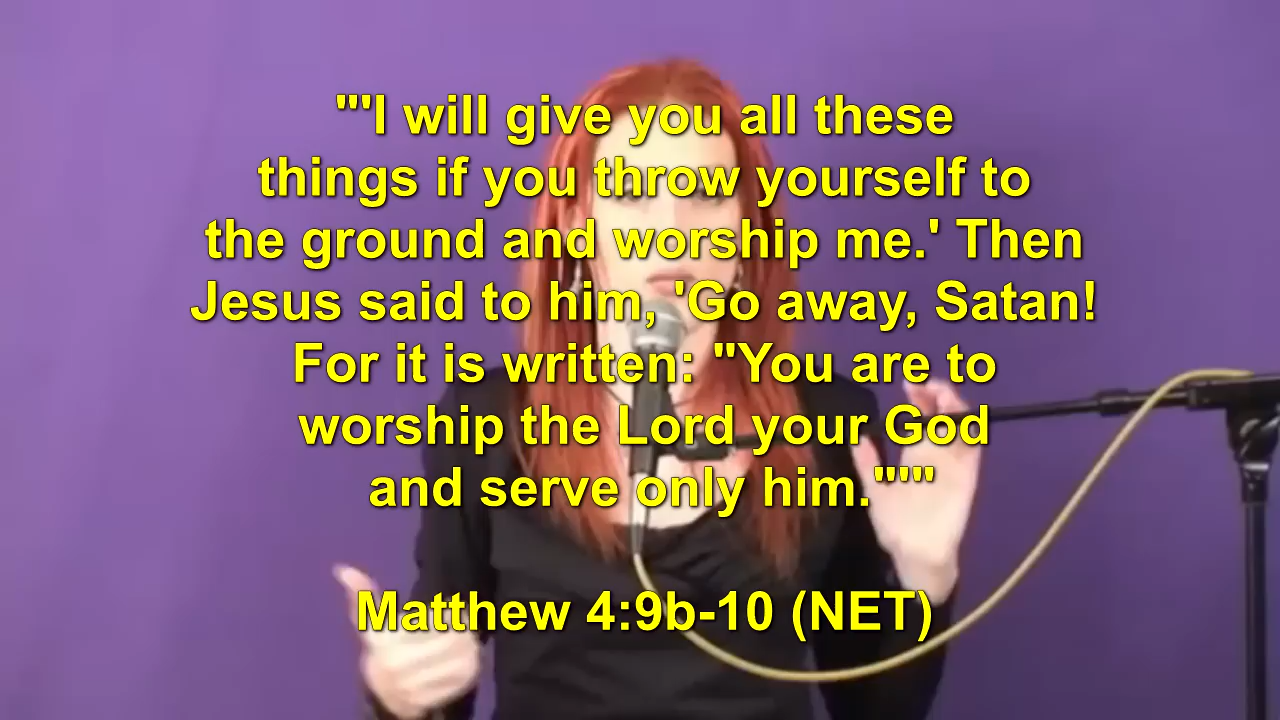 "'I will give you all these
things if you throw yourself to
the ground and worship me.' Then
Jesus said to him, 'Go away, Satan!
For it is written: "You are to
worship the Lord your God
and serve only him."'"
Matthew 4:9b-10 (NET)